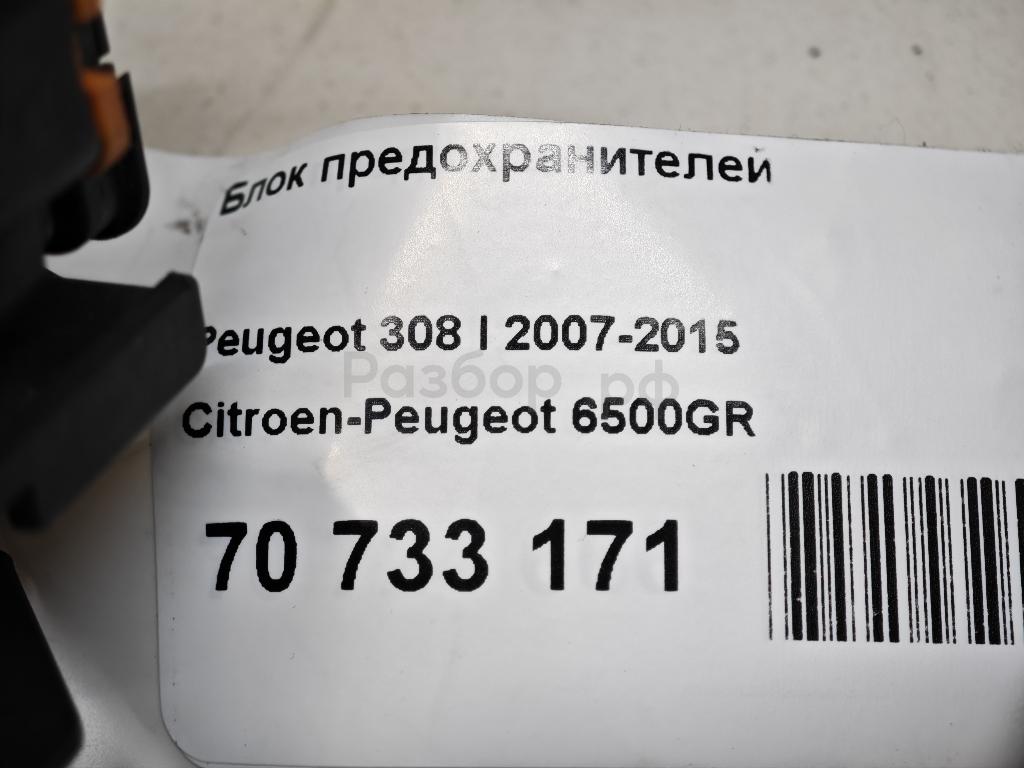 Блок предохранителей
Peugeot 308 I 2007-2015
Разбор рф
Citroen-Peugeot 6500GR
70 733 171